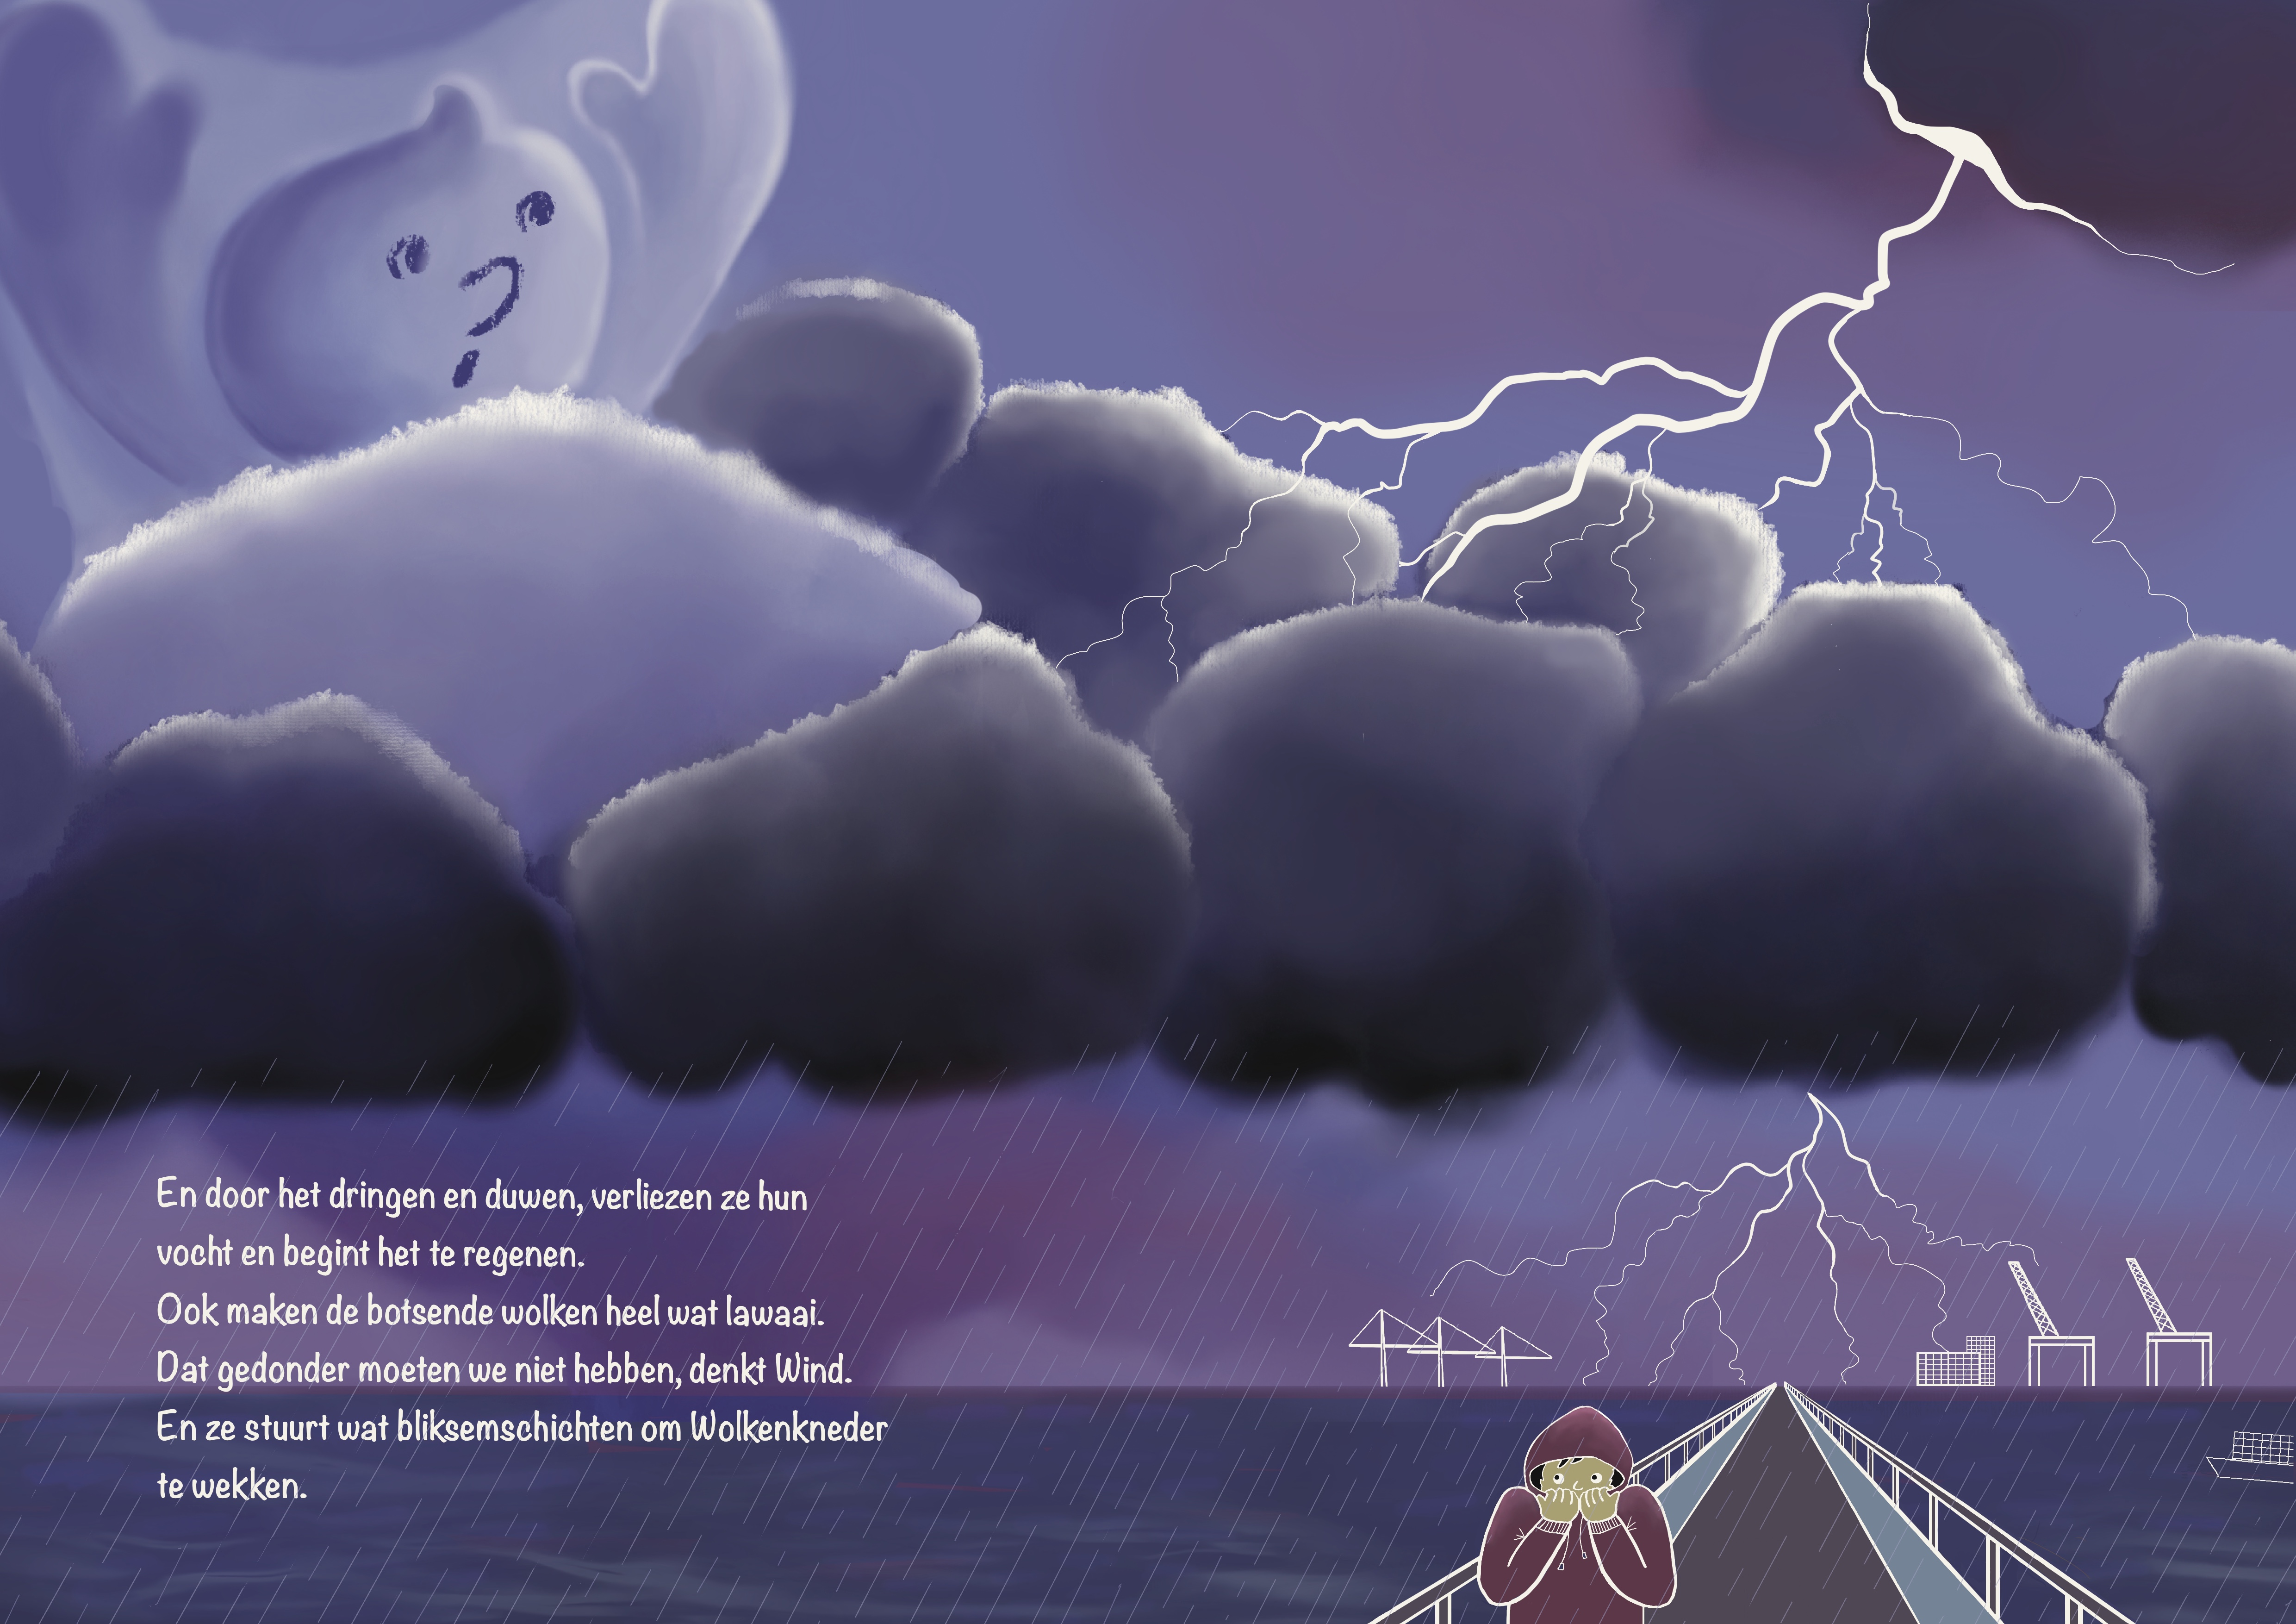 En door het dringen en duwen, verliezen ze hun
vocht en begint het te regenen.
Ook maken de botsende wolken heel wat lawaai.
Dat gedonder moeten we niet hebben, denkt Wind.
En ze stuurt wat bliksemschichten om Wolkenkneder
te wekken.